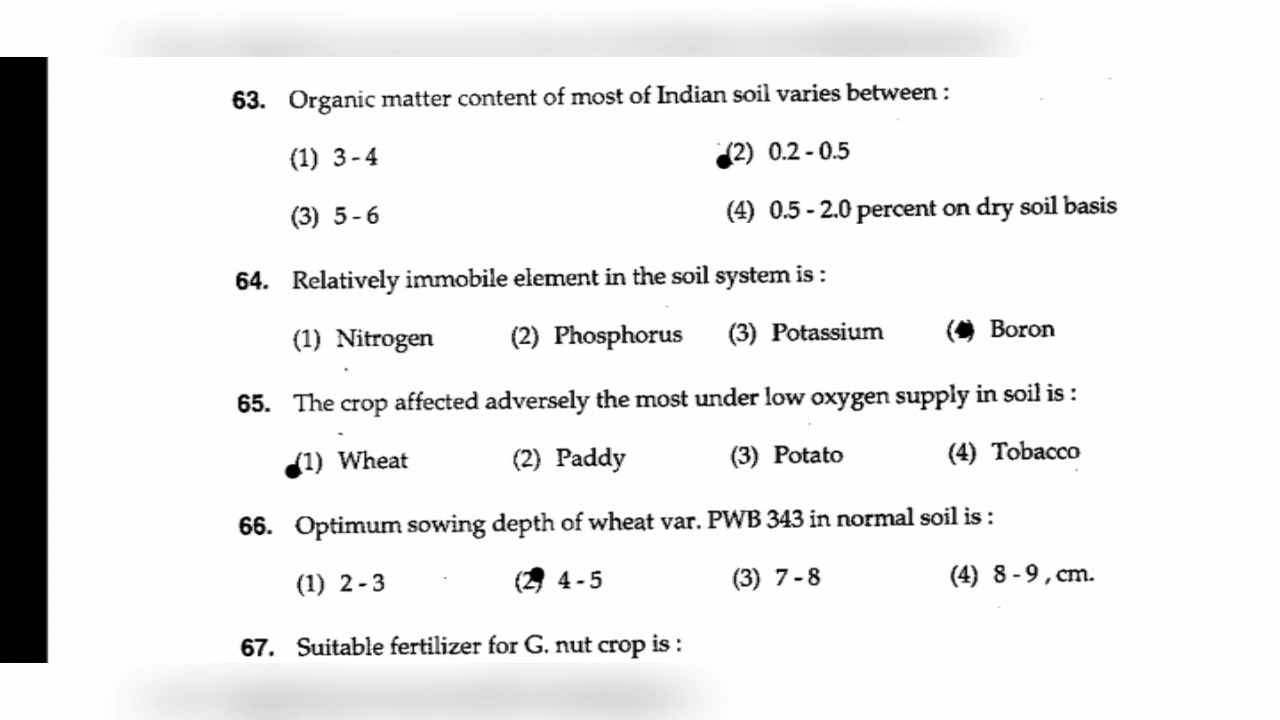 63. Organic matter content of most of Indian soil varies between :
(1) 3 - 4 (2) 0.2 - 0.5
(3) 5 - 6 (4) 0.5 - 2.0 percent on dry soil basis
64. Relatively immobile element in the soil system is :
(1) Nitrogen (2) Phosphorus (3) Potassium (4) Boron
65. The crop affected adversely the most under low oxygen supply in soil is :
(1) Wheat (2) Paddy (3) Potato (4) Tobacco
66. Optimum sowing depth of wheat var. PWB 343 in normal soil is :
(1) 2 - 3 (2) 4 - 5 (3) 7 - 8 (4) 8 - 9 , cm.
67. Suitable fertilizer for G. nut crop is :